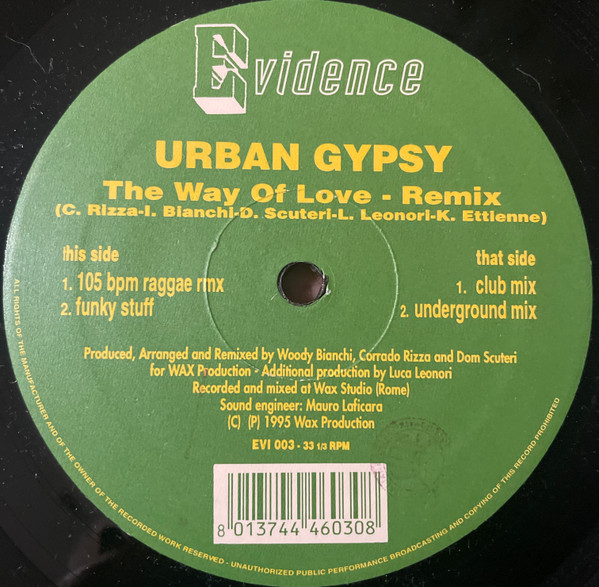 Evidence
URBAN GYPSY
The Way Of Love - Remix
(C. Rizza-I. Bianchi-D. Scuteri-L. Leonori-K. Ettienne)
this side
1. 105 bpm raggae rmx
2. funky stuff
that side
1. club mix
2. underground mix
Produced, Arranged and Remixed by Woody Bianchi, Corrado Rizza and Dom Scuteri
for WAX Production - Additional production by Luca Leonori
Recorded and mixed at Wax Studio (Rome)
Sound engineer: Mauro Laficara
(C) (P) 1995 Wax Production
EVI 003 - 33 1/3 RPM
8 013744 460308
ALL RIGHTS OF THE MANUFACTURER AND OF THE OWNER OF THE RECORDED WORK RESERVED - UNAUTHORIZED PUBLIC PERFORMANCE BROADCASTING AND COPYING OF THIS RECORD PROHIBITED